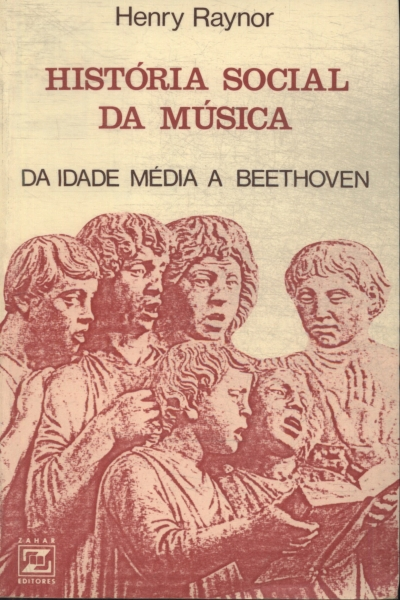 Henry Raynor
HISTÓRIA SOCIAL
DA MÚSICA
DA IDADE MÉDIA A BEETHOVEN
ZAHAR
EDITORES